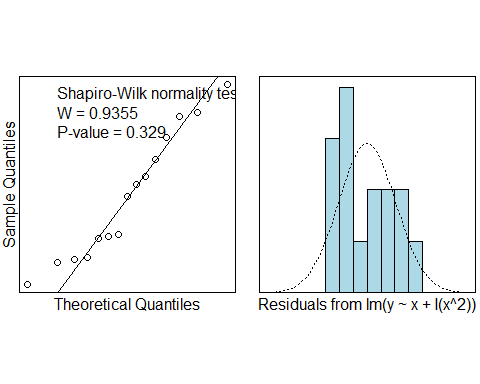 Shapiro-Wilk normality tes
W = 0.9355
P-value = 0.329
Sample Quantiles
Theoretical Quantiles
Residuals from lm(y ~ x + I(x^2))